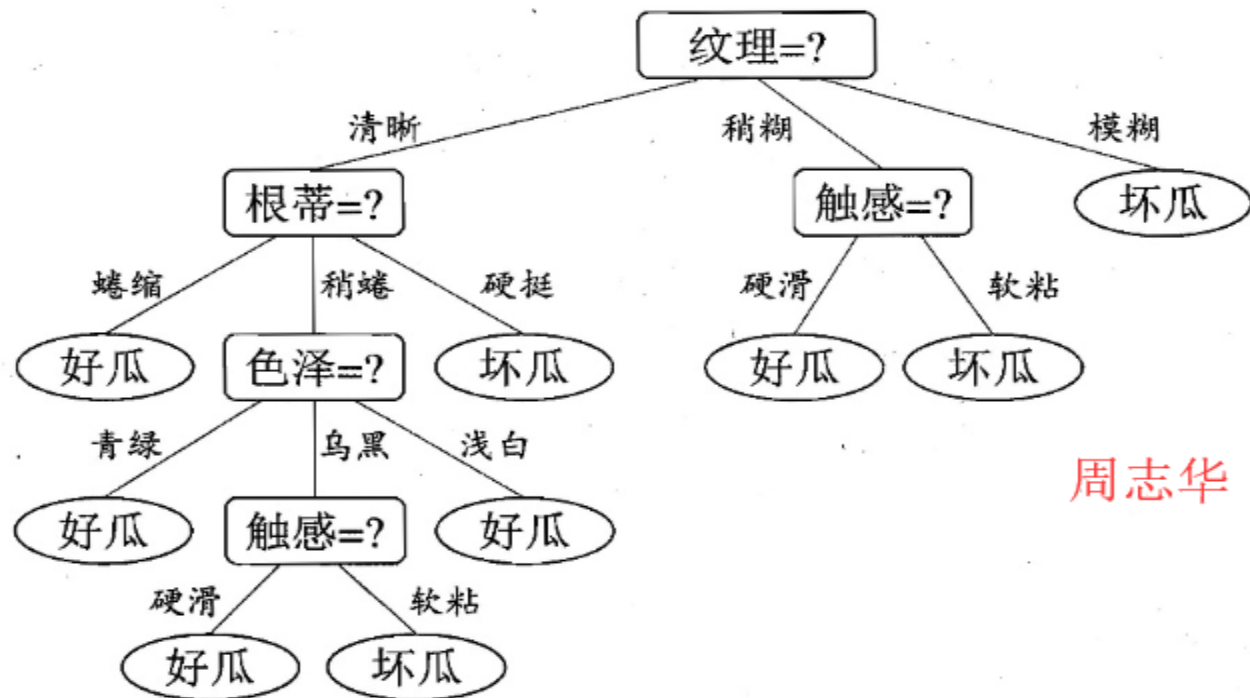 纹理=?
清晰 稍糊 模糊
根蒂=? 触感=? 坏瓜
蜷缩 稍蜷 硬挺 硬滑 软粘
好瓜 色泽=? 坏瓜 好瓜 坏瓜
青绿 乌黑 浅白
周志华
好瓜 触感=? 好瓜
硬滑 软粘
好瓜 坏瓜